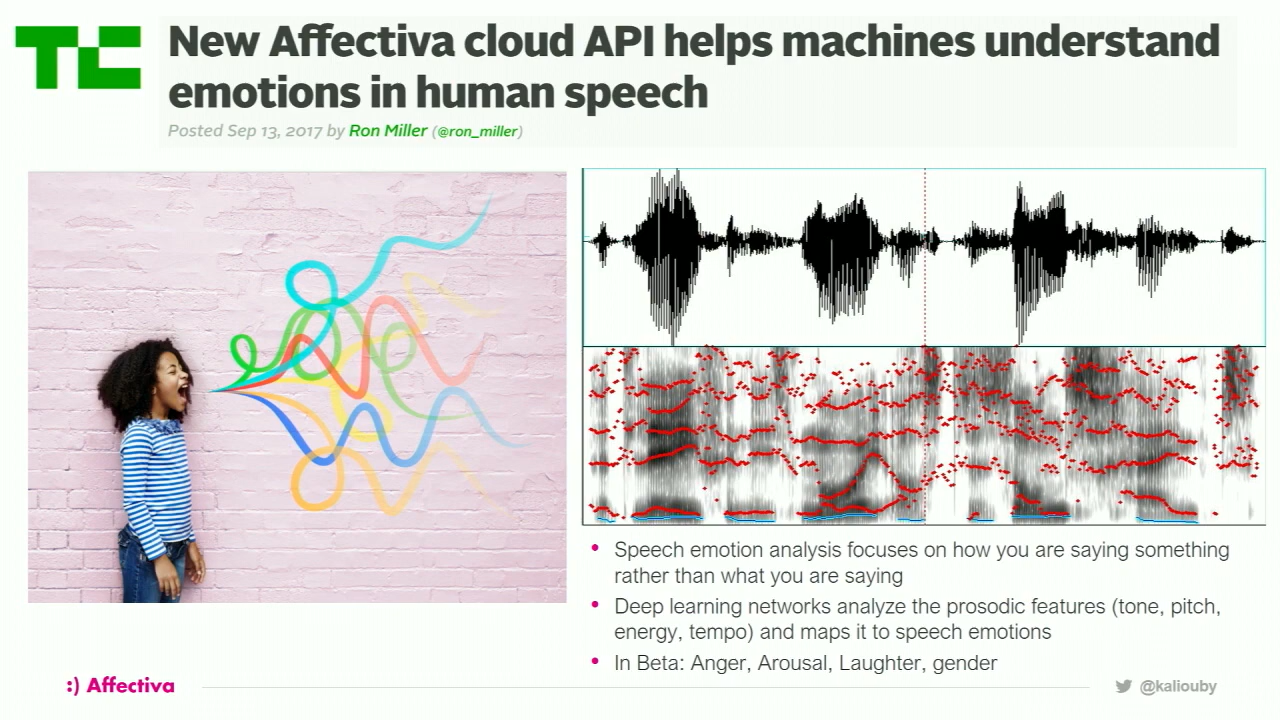 TC
New Affectiva cloud API helps machines understand
emotions in human speech
Posted Sep 13, 2017 by Ron Miller (@ron_miller)
• Speech emotion analysis focuses on how you are saying something
rather than what you are saying
• Deep learning networks analyze the prosodic features (tone, pitch,
energy, tempo) and maps it to speech emotions
• In Beta: Anger, Arousal, Laughter, gender
:) Affectiva
@kaliouby